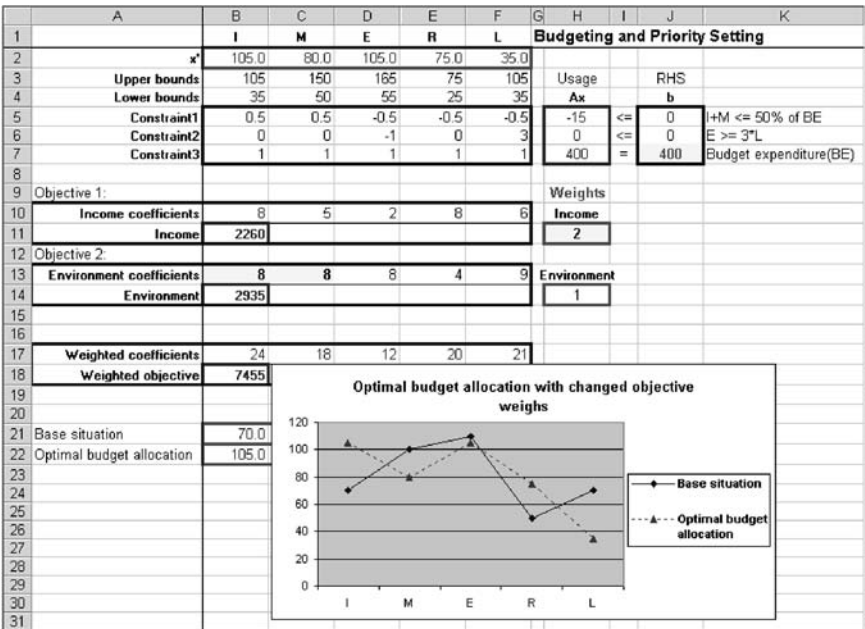 A B C D E F G H I J K
1 I M E R L Budgeting and Priority Setting
2 x* 105.0 80.0 105.0 75.0 35.0
3 Upper bounds 105 150 165 75 105 Usage RHS
4 Lower bounds 35 50 55 25 35 Ax b
5 Constraint1 0.5 0.5 -0.5 -0.5 -0.5 -15 <= 0 I+M <= 50% of BE
6 Constraint2 0 0 -1 0 3 0 <= 0 E >= 3*L
7 Constraint3 1 1 1 1 1 400 = 400 Budget expenditure(BE)
8
9 Objective 1: Weights
10 Income coefficients 8 5 2 8 6 Income
11 Income 2260 2
12 Objective 2:
13 Environment coefficients 8 8 8 4 9 Environment
14 Environment 2935 1
15
16
17 Weighted coefficients 24 18 12 20 21
18 Weighted objective 7455
19
20
21 Base situation 70.0
22 Optimal budget allocation 105.0
23
24
25
26
27
28
29
30
31
Optimal budget allocation with changed objective
weighs
120
100
80
60
40
20
0
I M E R L
Base situation
Optimal budget
allocation